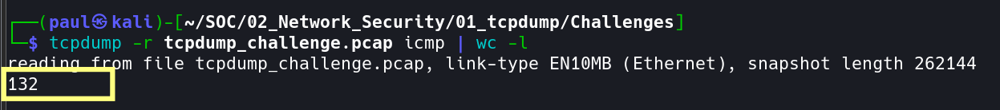 ┌──(paul㉿kali)-[~/SOC/02_Network_Security/01_tcpdump/Challenges]
└─$ tcpdump -r tcpdump_challenge.pcap icmp | wc -l
reading from file tcpdump_challenge.pcap, link-type EN10MB (Ethernet), snapshot length 262144
132